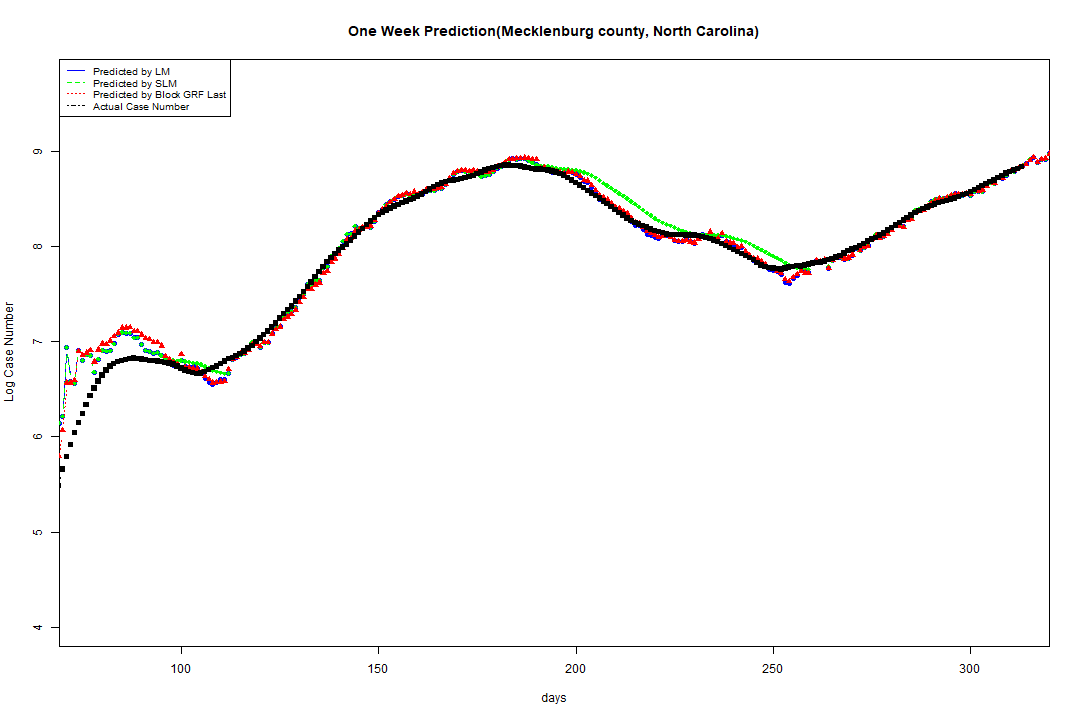 One Week Prediction(Mecklenburg county, North Carolina)
Predicted by LM
Predicted by SLM
Predicted by Block GRF Last
Actual Case Number
Log Case Number
9
8
7
6
5
4
100 150 200 250 300
days